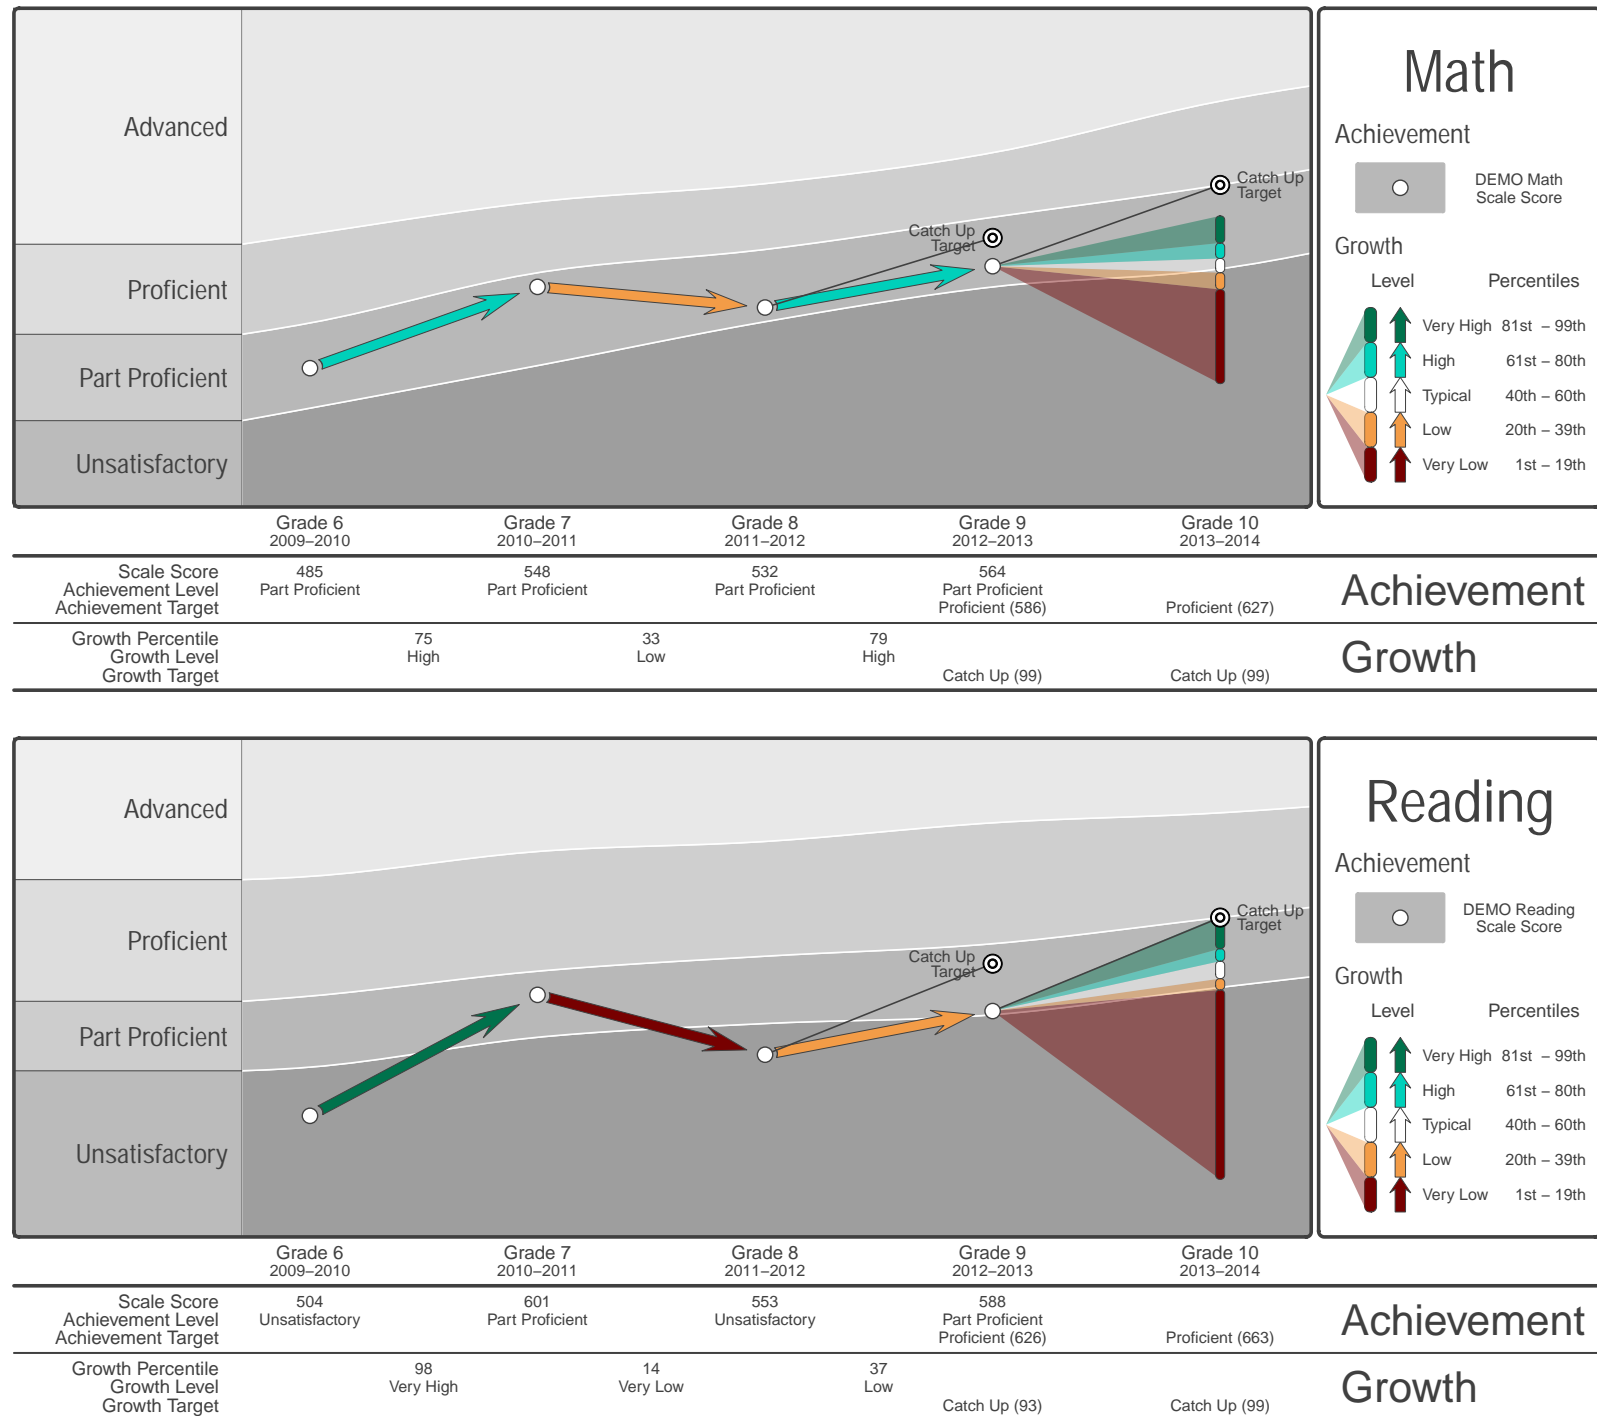 Math
Advanced
Proficient
Part Proficient
Unsatisfactory
Catch Up
Target
Catch Up
Target
Achievement
DEMO Math
Scale Score
Growth
Level Percentiles
Very High 81st – 99th
High 61st – 80th
Typical 40th – 60th
Low 20th – 39th
Very Low 1st – 19th
Grade 6 Grade 7 Grade 8 Grade 9 Grade 10
2009–2010 2010–2011 2011–2012 2012–2013 2013–2014
Scale Score 485 548 532 564
Achievement Level Part Proficient Part Proficient Part Proficient Part Proficient
Achievement Target Proficient (586) Proficient (627)
Achievement
Growth Percentile 75 33 79
Growth Level High Low High
Growth Target Catch Up (99) Catch Up (99)
Growth
Reading
Advanced
Proficient
Part Proficient
Unsatisfactory
Catch Up
Target
Catch Up
Target
Achievement
DEMO Reading
Scale Score
Growth
Level Percentiles
Very High 81st – 99th
High 61st – 80th
Typical 40th – 60th
Low 20th – 39th
Very Low 1st – 19th
Grade 6 Grade 7 Grade 8 Grade 9 Grade 10
2009–2010 2010–2011 2011–2012 2012–2013 2013–2014
Scale Score 504 601 553 588
Achievement Level Unsatisfactory Part Proficient Unsatisfactory Part Proficient
Achievement Target Proficient (626) Proficient (663)
Achievement
Growth Percentile 98 14 37
Growth Level Very High Very Low Low
Growth Target Catch Up (93) Catch Up (99)
Growth